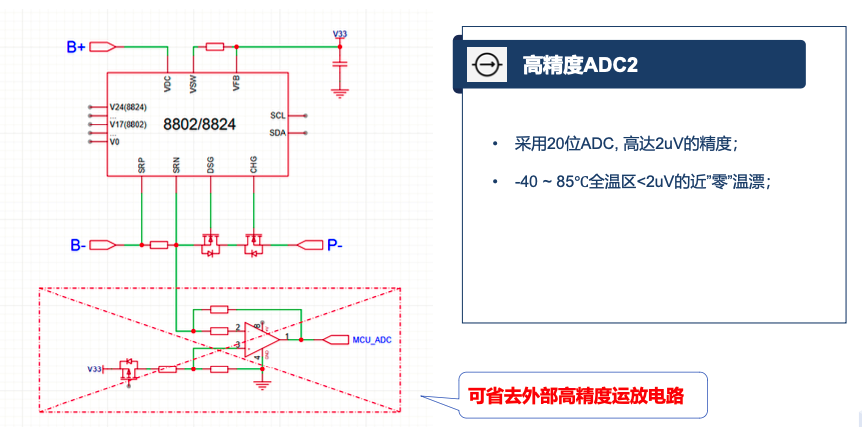 B+
V33
VDC
VSW
VFB
V24(8824)
...
V17(8802)
...
V0
8802/8824
SCL
SDA
SRP
SRN
DSG
CHG
B-
P-
2
3
8
4
1
GND
MCU_ADC
V33
高精度ADC2
• 采用20位ADC, 高达2uV的精度；
• -40 ~ 85℃全温区<2uV的近”零”温漂；
可省去外部高精度运放电路